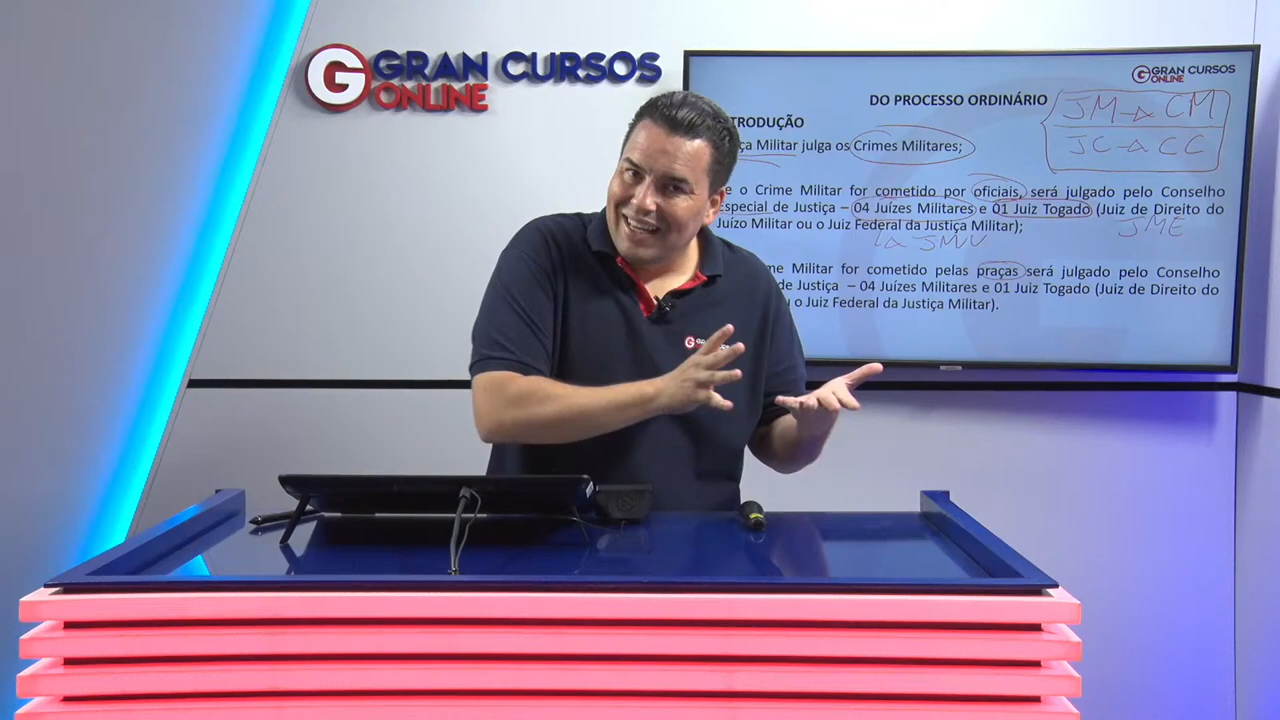 GRAN CURSOS
ONLINE
GRAN CURSOS
ONLINE
DO PROCESSO ORDINÁRIO
JM → CM
JC → CC
TRODUÇÃO
ça Militar julga os Crimes Militares;
e o Crime Militar for cometido por oficiais, será julgado pelo Conselho
Especial de Justiça – 04 Juízes Militares e 01 Juiz Togado (Juiz de Direito do
Juízo Militar ou o Juiz Federal da Justiça Militar);
JME
JMU
me Militar for cometido pelas praças será julgado pelo Conselho
de Justiça – 04 Juízes Militares e 01 Juiz Togado (Juiz de Direito do
u o Juiz Federal da Justiça Militar).
G GRAN CURSOS